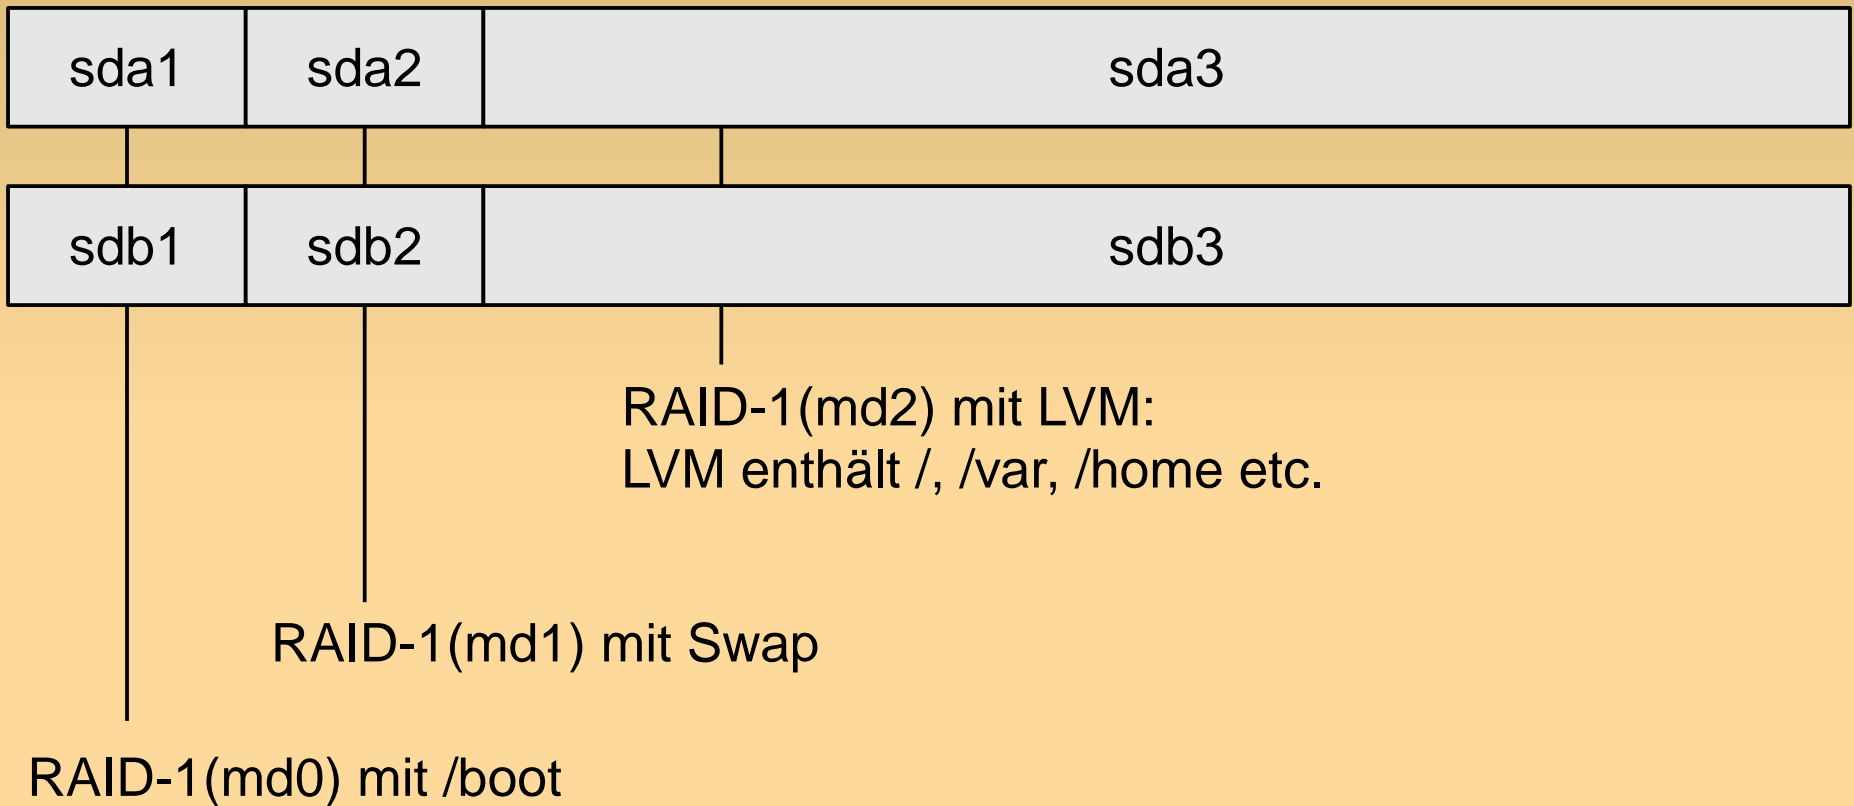 sda1 sda2 sda3
sdb1 sdb2 sdb3
RAID-1(md2) mit LVM:
LVM enthält /, /var, /home etc.
RAID-1(md1) mit Swap
RAID-1(md0) mit /boot